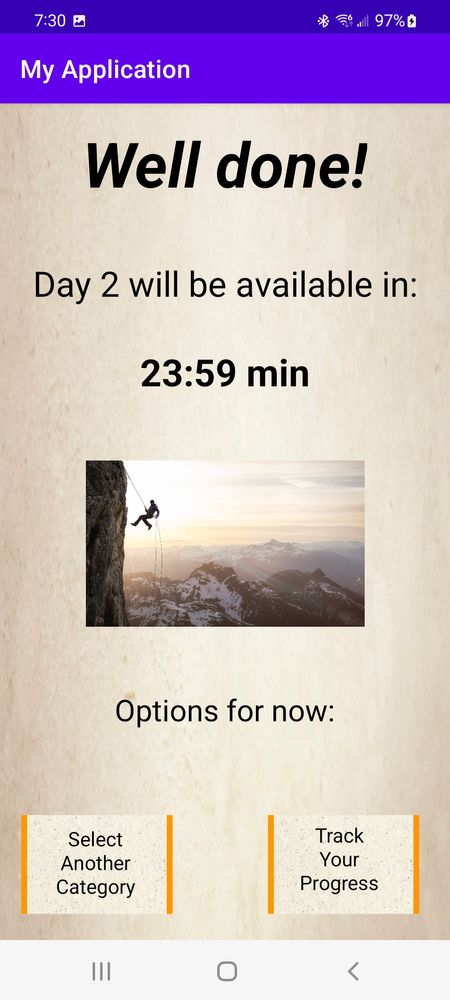 7:30 97%
My Application
Well done!
Day 2 will be available in:
23:59 min
Options for now:
Select
Another
Category
Track
Your
Progress